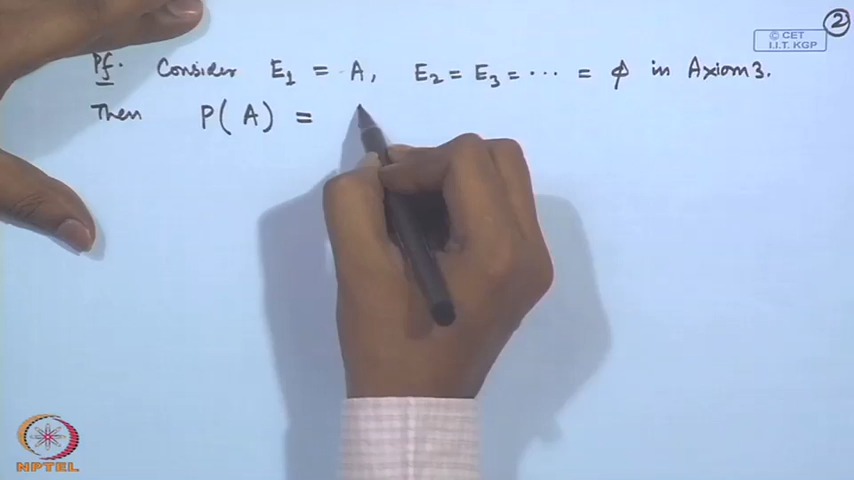 2
© CET
I.I.T. KGP
Pf. Consider E₁ = A, E₂ = E₃ = ⋯ = φ in Axiom 3.
Then P(A) =
NPTEL